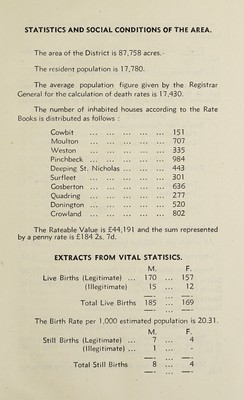 STATISTICS AND SOCIAL CONDITIONS OF THE AREA.
The area of the District is 87,758 acres.
The resident population is 17,780.
The average population figure given by the Registrar
General for the calculation of death rates is 17,430.
The number of inhabited houses according to the Rate
Books is distributed as follows :
Cowbit ... ... ... ... ... 151
Moulton ... ... ... ... ... 707
Weston ... ... ... ... ... 335
Pinchbeck ... ... ... ... ... 984
Deeping St. Nicholas ... ... ... 443
Surfleet ... ... ... ... ... 301
Gosberton ... ... ... ... ... 636
Quadring ... ... ... ... ... 277
Donington ... ... ... ... ... 520
Crowland ... ... ... ... ... 802
The Rateable Value is £44,191 and the sum represented
by a penny rate is £184 2s. 7d.
EXTRACTS FROM VITAL STATISICS.
M. F.
Live Births (Legitimate) ... 170 ... 157
(Illegitimate) 15 ... 12
Total Live Births 185 ... 169
The Birth Rate per 1,000 estimated population is 20.31.
M. F.
Still Births (Legitimate) ... 7 ... 4
(Illegitimate) ... 1 ... -
Total Still Births 8 ... 4